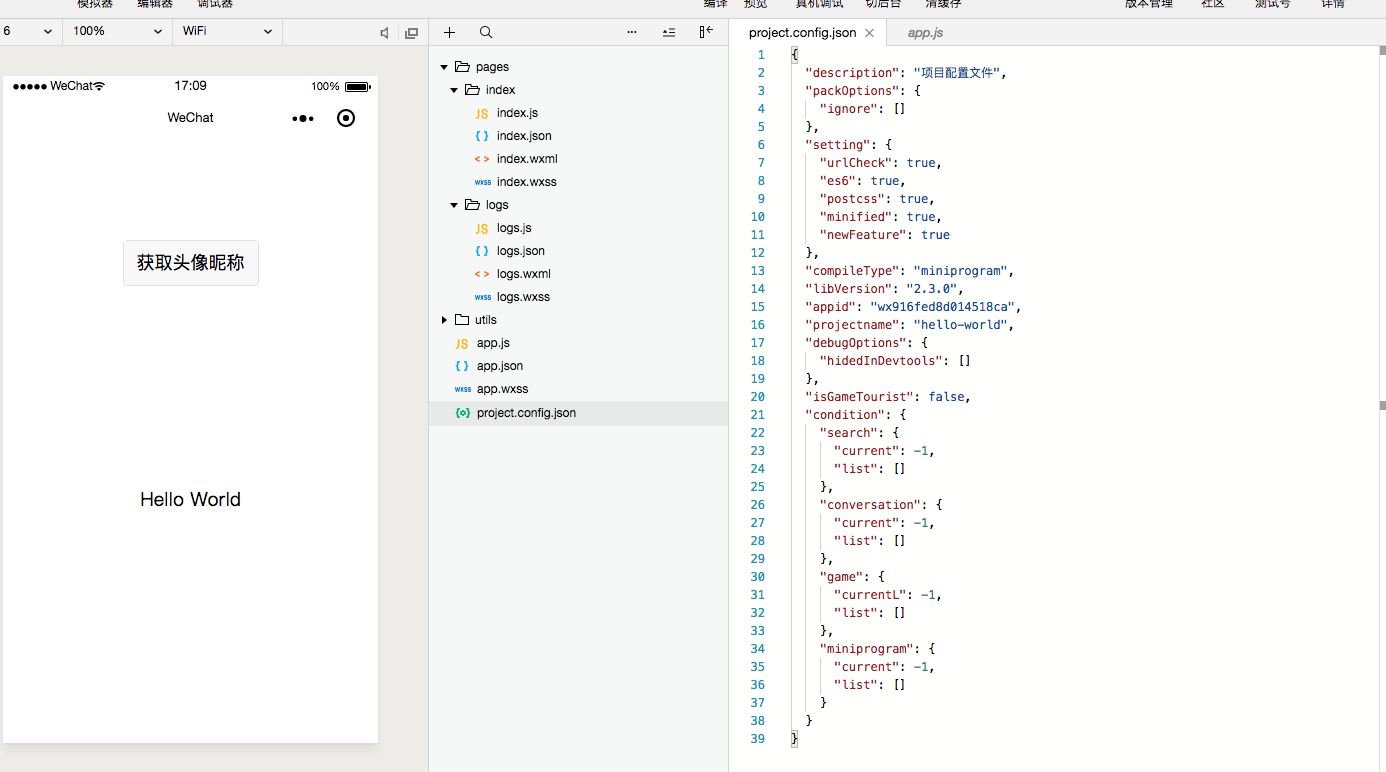 模拟器 编辑器 调试器 编译 预览 真机调试 切后台 清缓存 版本管理 社区 测试号 详情
6 100% WiFi
project.config.json app.js
WeChat 17:09 100%
WeChat
获取头像昵称
Hello World
pages
index
JS index.js
{ } index.json
< > index.wxml
wxss index.wxss
logs
JS logs.js
{ } logs.json
< > logs.wxml
wxss logs.wxss
utils
JS app.js
{ } app.json
wxss app.wxss
{o} project.config.json
1 {
2 "description": "项目配置文件",
3 "packOptions": {
4 "ignore": []
5 },
6 "setting": {
7 "urlCheck": true,
8 "es6": true,
9 "postcss": true,
10 "minified": true,
11 "newFeature": true
12 },
13 "compileType": "miniprogram",
14 "libVersion": "2.3.0",
15 "appid": "wx916fed8d014518ca",
16 "projectname": "hello-world",
17 "debugOptions": {
18 "hidedInDevtools": []
19 },
20 "isGameTourist": false,
21 "condition": {
22 "search": {
23 "current": -1,
24 "list": []
25 },
26 "conversation": {
27 "current": -1,
28 "list": []
29 },
30 "game": {
31 "currentL": -1,
32 "list": []
33 },
34 "miniprogram": {
35 "current": -1,
36 "list": []
37 }
38 }
39 }